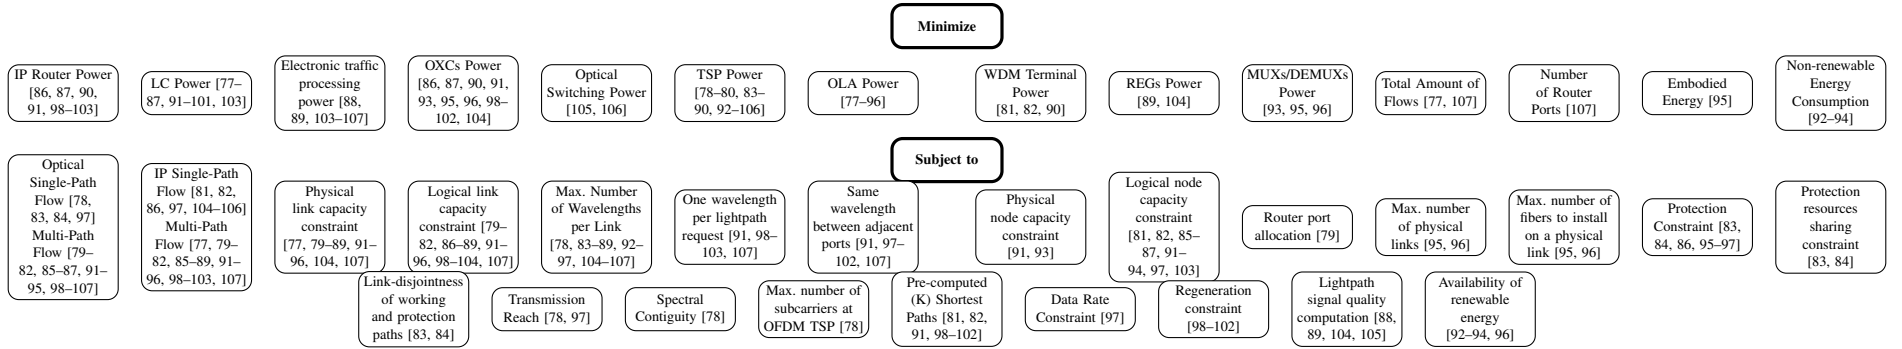 Minimize
IP Router Power
[86, 87, 90,
91, 98–103]
LC Power [77–
87, 91–101, 103]
Electronic traffic
processing
power [88,
89, 103–107]
OXCs Power
[86, 87, 90, 91,
93, 95, 96, 98–
102, 104]
Optical
Switching Power
[105, 106]
TSP Power
[78–80, 83–
90, 92–106]
OLA Power
[77–96]
WDM Terminal
Power
[81, 82, 90]
REGs Power
[89, 104]
MUXs/DEMUXs
Power
[93, 95, 96]
Total Amount of
Flows [77, 107]
Number
of Router
Ports [107]
Embodied
Energy [95]
Non-renewable
Energy
Consumption
[92–94]
Subject to
Optical
Single-Path
Flow [78,
83, 84, 97]
Multi-Path
Flow [79–
82, 85–87, 91–
95, 98–107]
IP Single-Path
Flow [81, 82,
86, 97, 104–106]
Multi-Path
Flow [77, 79–
82, 85–89, 91–
96, 98–103, 107]
Physical
link capacity
constraint
[77, 79–89, 91–
96, 104, 107]
Logical link
capacity
constraint [79–
82, 86–89, 91–
96, 98–104, 107]
Max. Number
of Wavelengths
per Link
[78, 83–89, 92–
97, 104–107]
One wavelength
per lightpath
request [91, 98–
103, 107]
Same
wavelength
between adjacent
ports [91, 97–
102, 107]
Physical
node capacity
constraint
[91, 93]
Logical node
capacity
constraint
[81, 82, 85–
87, 91–
94, 97, 103]
Router port
allocation [79]
Max. number
of physical
links [95, 96]
Max. number of
fibers to install
on a physical
link [95, 96]
Protection
Constraint [83,
84, 86, 95–97]
Protection
resources
sharing
constraint
[83, 84]
Link-disjointness
of working
and protection
paths [83, 84]
Transmission
Reach [78, 97]
Spectral
Contiguity [78]
Max. number of
subcarriers at
OFDM TSP [78]
Pre-computed
(K) Shortest
Paths [81, 82,
91, 98–102]
Data Rate
Constraint [97]
Regeneration
constraint
[98–102]
Lightpath
signal quality
computation [88,
89, 104, 105]
Availability of
renewable
energy
[92–94, 96]